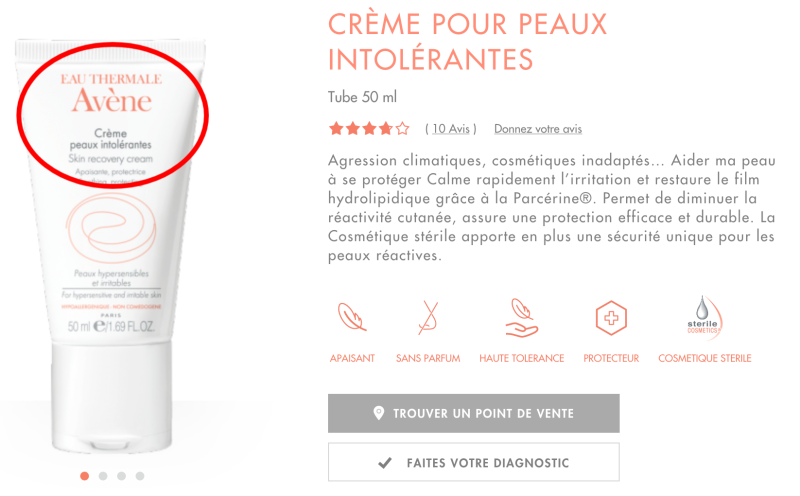 EAU THERMALE
Avène
Crème
peaux intolérantes
Skin recovery cream
Apaisante, protectrice
Peaux hypersensibles
et irritables
For hypersensitive and irritable skin
HYPOALLERGÉNIQUE - NON COMÉDOGÈNE
PARIS
50 ml ℮/1.69 FL.OZ.
CRÈME POUR PEAUX
INTOLÉRANTES
Tube 50 ml
( 10 Avis ) Donnez votre avis
Agression climatiques, cosmétiques inadaptés... Aider ma peau
à se protéger Calme rapidement l'irritation et restaure le film
hydrolipidique grâce à la Parcérine®. Permet de diminuer la
réactivité cutanée, assure une protection efficace et durable. La
Cosmétique stérile apporte en plus une sécurité unique pour les
peaux réactives.
sterile
COSMETICS
APAISANT SANS PARFUM HAUTE TOLERANCE PROTECTEUR COSMETIQUE STERILE
TROUVER UN POINT DE VENTE
FAITES VOTRE DIAGNOSTIC